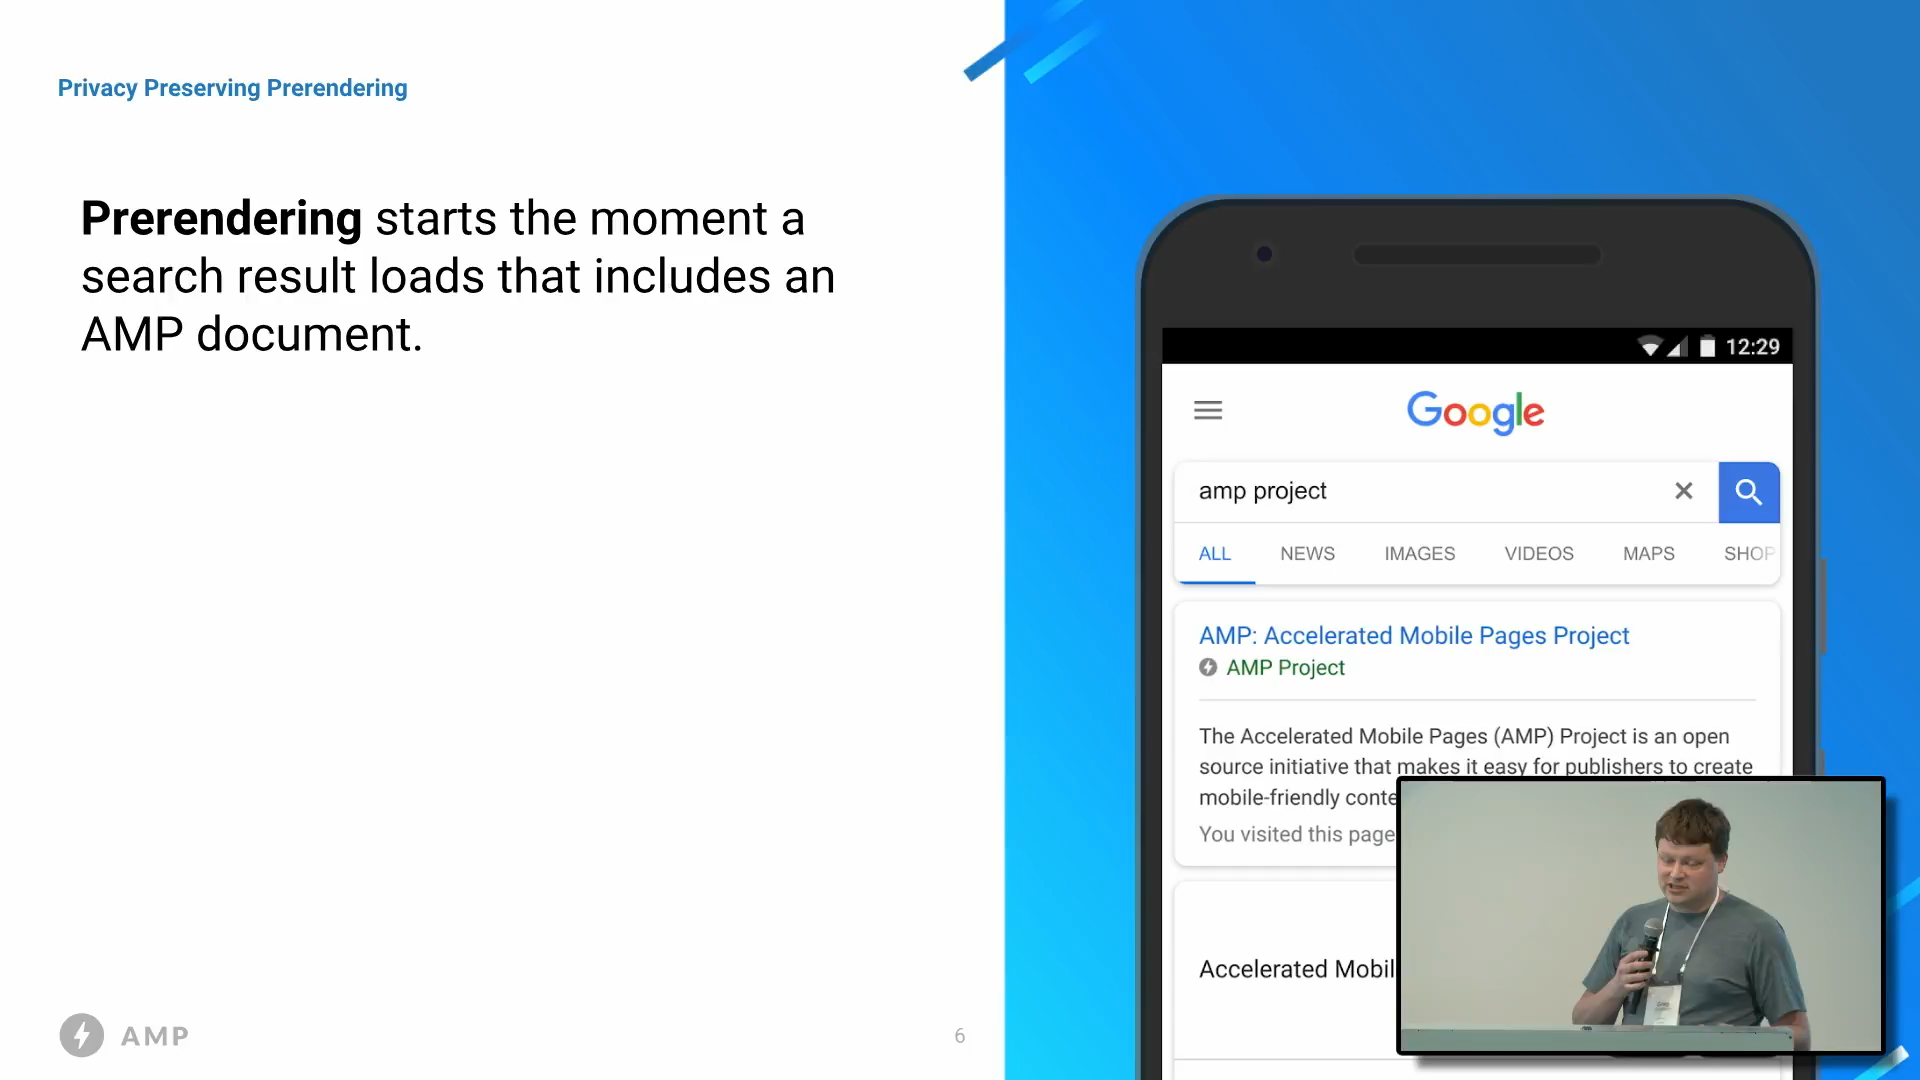 Privacy Preserving Prerendering
Prerendering starts the moment a
search result loads that includes an
AMP document.
AMP
6
12:29
Google
amp project
ALL NEWS IMAGES VIDEOS MAPS SHOP
AMP: Accelerated Mobile Pages Project
AMP Project
The Accelerated Mobile Pages (AMP) Project is an open
source initiative that makes it easy for publishers to create
mobile-friendly conte
You visited this page
Accelerated Mobil